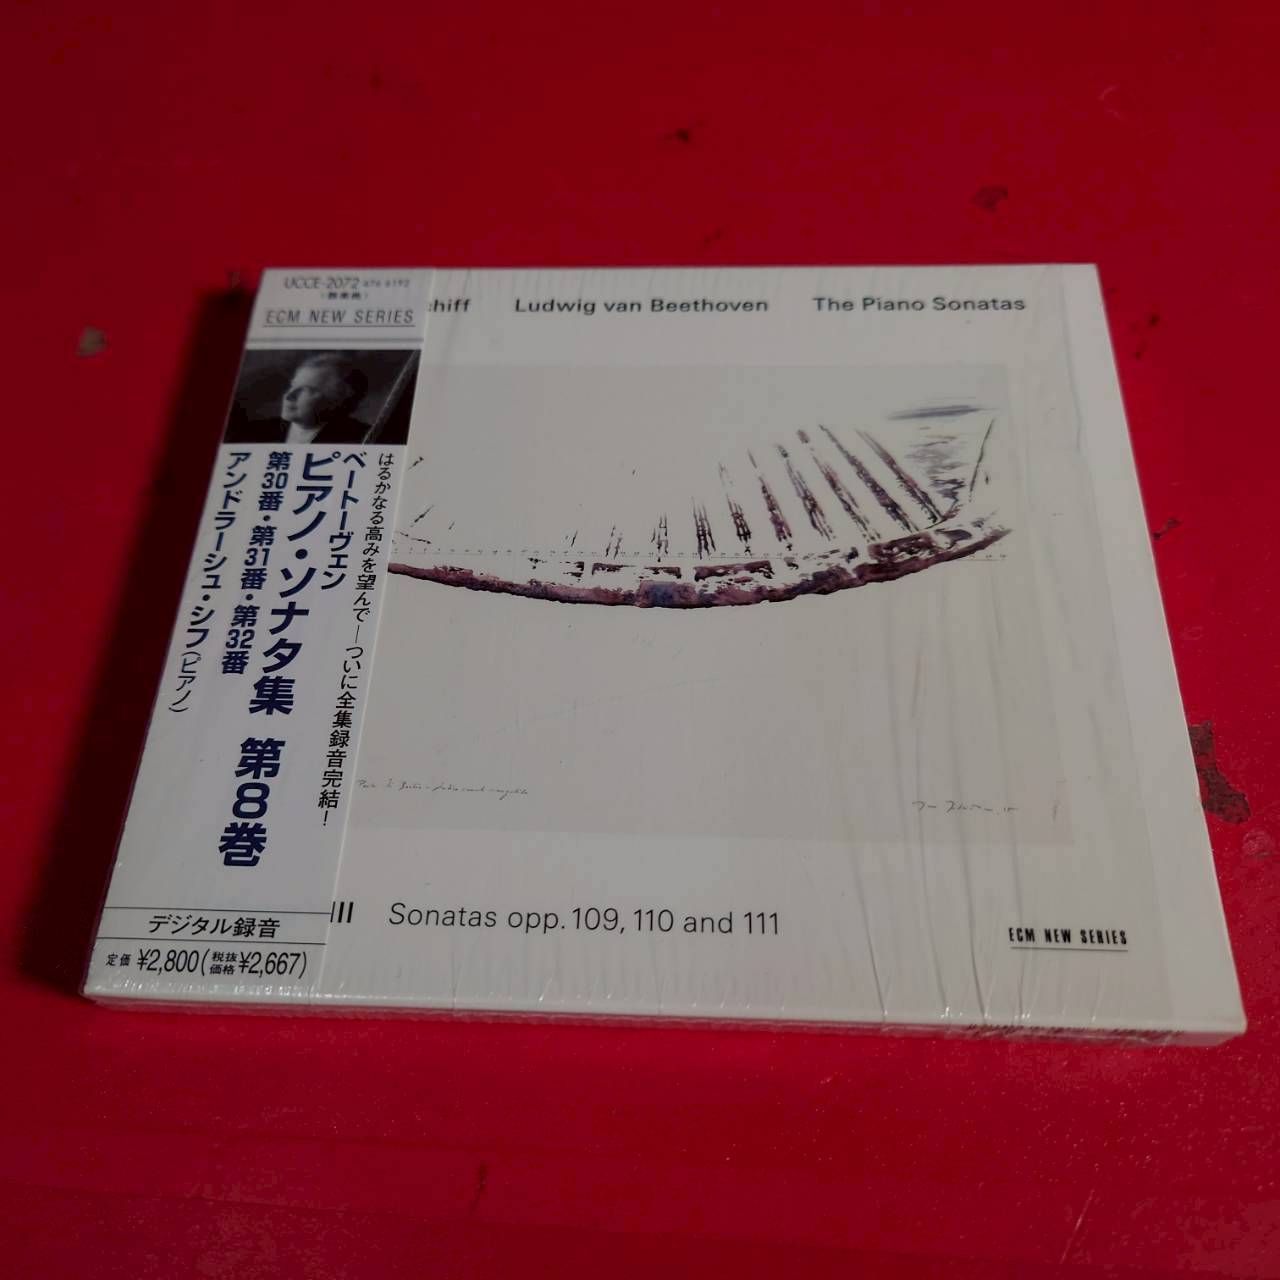 UCCE-2072 476 6192
(器楽曲)
ECM NEW SERIES
はるかなる高みを望んで―ついに全集録音完結!
ベートーヴェン
ピアノ・ソナタ集 第8巻
第30番・第31番・第32番
アンドラーシュ・シフ(ピアノ)
デジタル録音
定価 ¥2,800(税抜価格¥2,667)
chiff Ludwig van Beethoven The Piano Sonatas
III Sonatas opp. 109, 110 and 111
ECM NEW SERIES